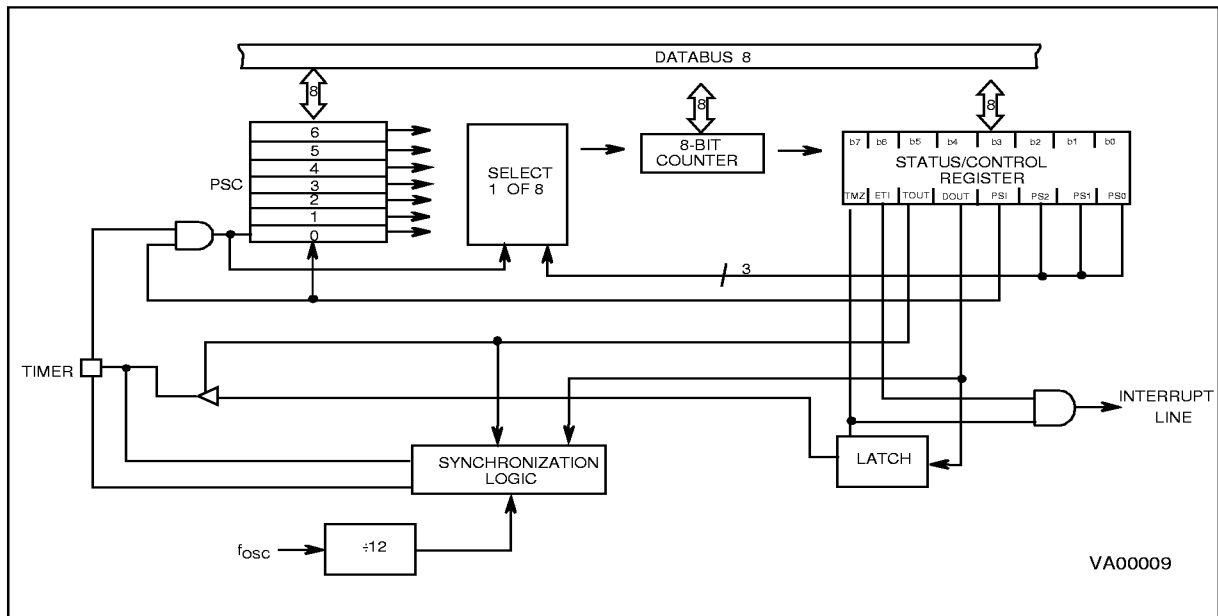 DATABUS 8
8
8
8
6
5
4
3
2
1
0
PSC
SELECT
1 OF 8
8-BIT
COUNTER
b7 b6 b5 b4 b3 b2 b1 b0
STATUS/CONTROL
REGISTER
TMZ ETI TOUT DOUT PSI PS2 PS1 PS0
3
TIMER
SYNCHRONIZATION
LOGIC
LATCH
INTERRUPT
LINE
fOSC
÷12
VA00009